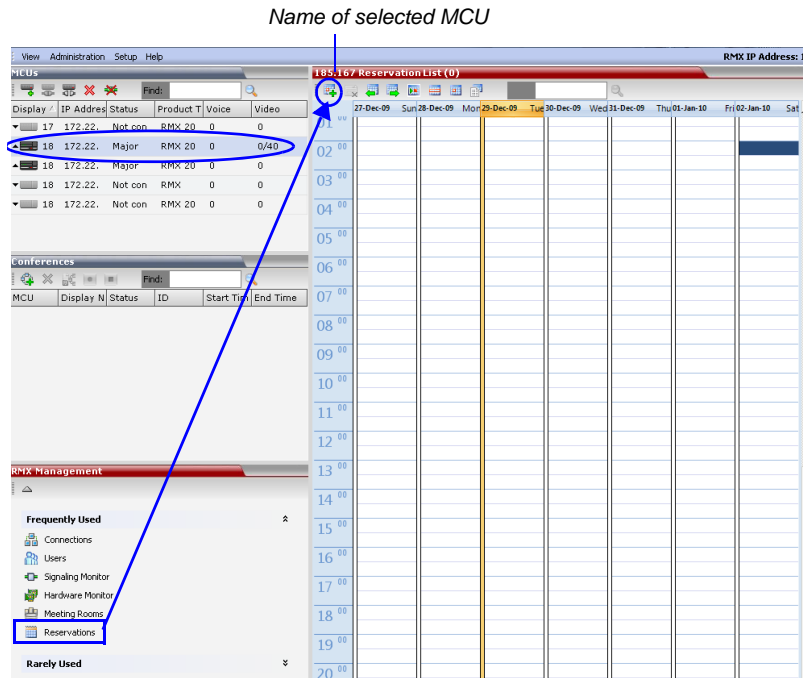 Name of selected MCU
View Administration Setup Help RMX IP Address: 1
MCUs
Find:
Display IP Addres Status Product T Voice Video
17 172.22. Not con RMX 20 0 0
18 172.22. Major RMX 20 0 0/40
18 172.22. Major RMX 20 0 0
18 172.22. Not con RMX 0 0
18 172.22. Not con RMX 20 0 0
Conferences
Find:
MCU Display N Status ID Start Tim End Time
RMX Management
Frequently Used
Connections
Users
Signaling Monitor
Hardware Monitor
Meeting Rooms
Reservations
Rarely Used
185.167 Reservation List (0)
27-Dec-09 Sun 28-Dec-09 Mon 29-Dec-09 Tue 30-Dec-09 Wed 31-Dec-09 Thu 01-Jan-10 Fri 02-Jan-10 Sat
01 00
02 00
03 00
04 00
05 00
06 00
07 00
08 00
09 00
10 00
11 00
12 00
13 00
14 00
15 00
16 00
17 00
18 00
19 00
20 00